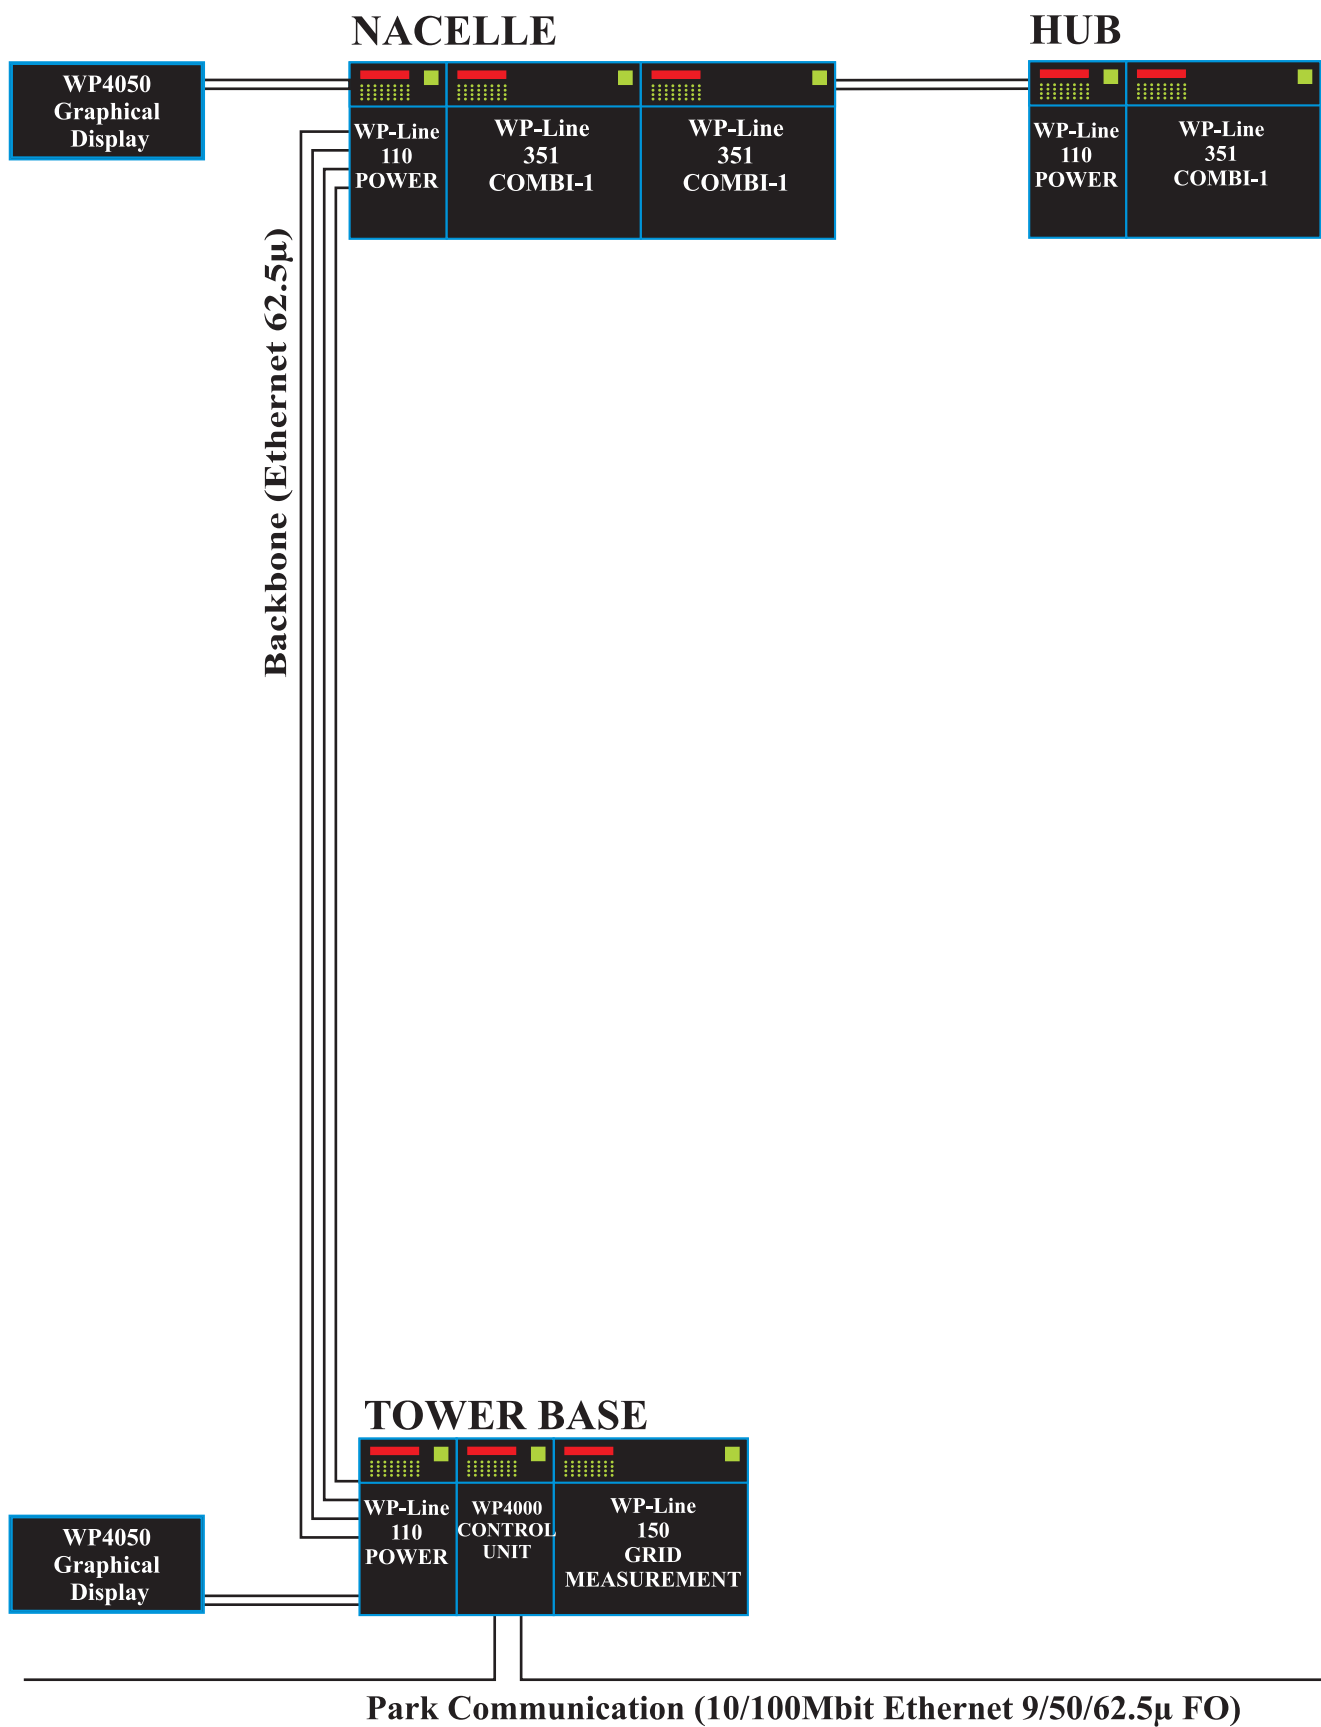 NACELLE
HUB
WP4050
Graphical
Display
WP-Line
110
POWER
WP-Line
351
COMBI-1
WP-Line
351
COMBI-1
WP-Line
110
POWER
WP-Line
351
COMBI-1
Backbone (Ethernet 62.5µ)
TOWER BASE
WP4050
Graphical
Display
WP-Line
110
POWER
WP4000
CONTROL
UNIT
WP-Line
150
GRID
MEASUREMENT
Park Communication (10/100Mbit Ethernet 9/50/62.5µ FO)